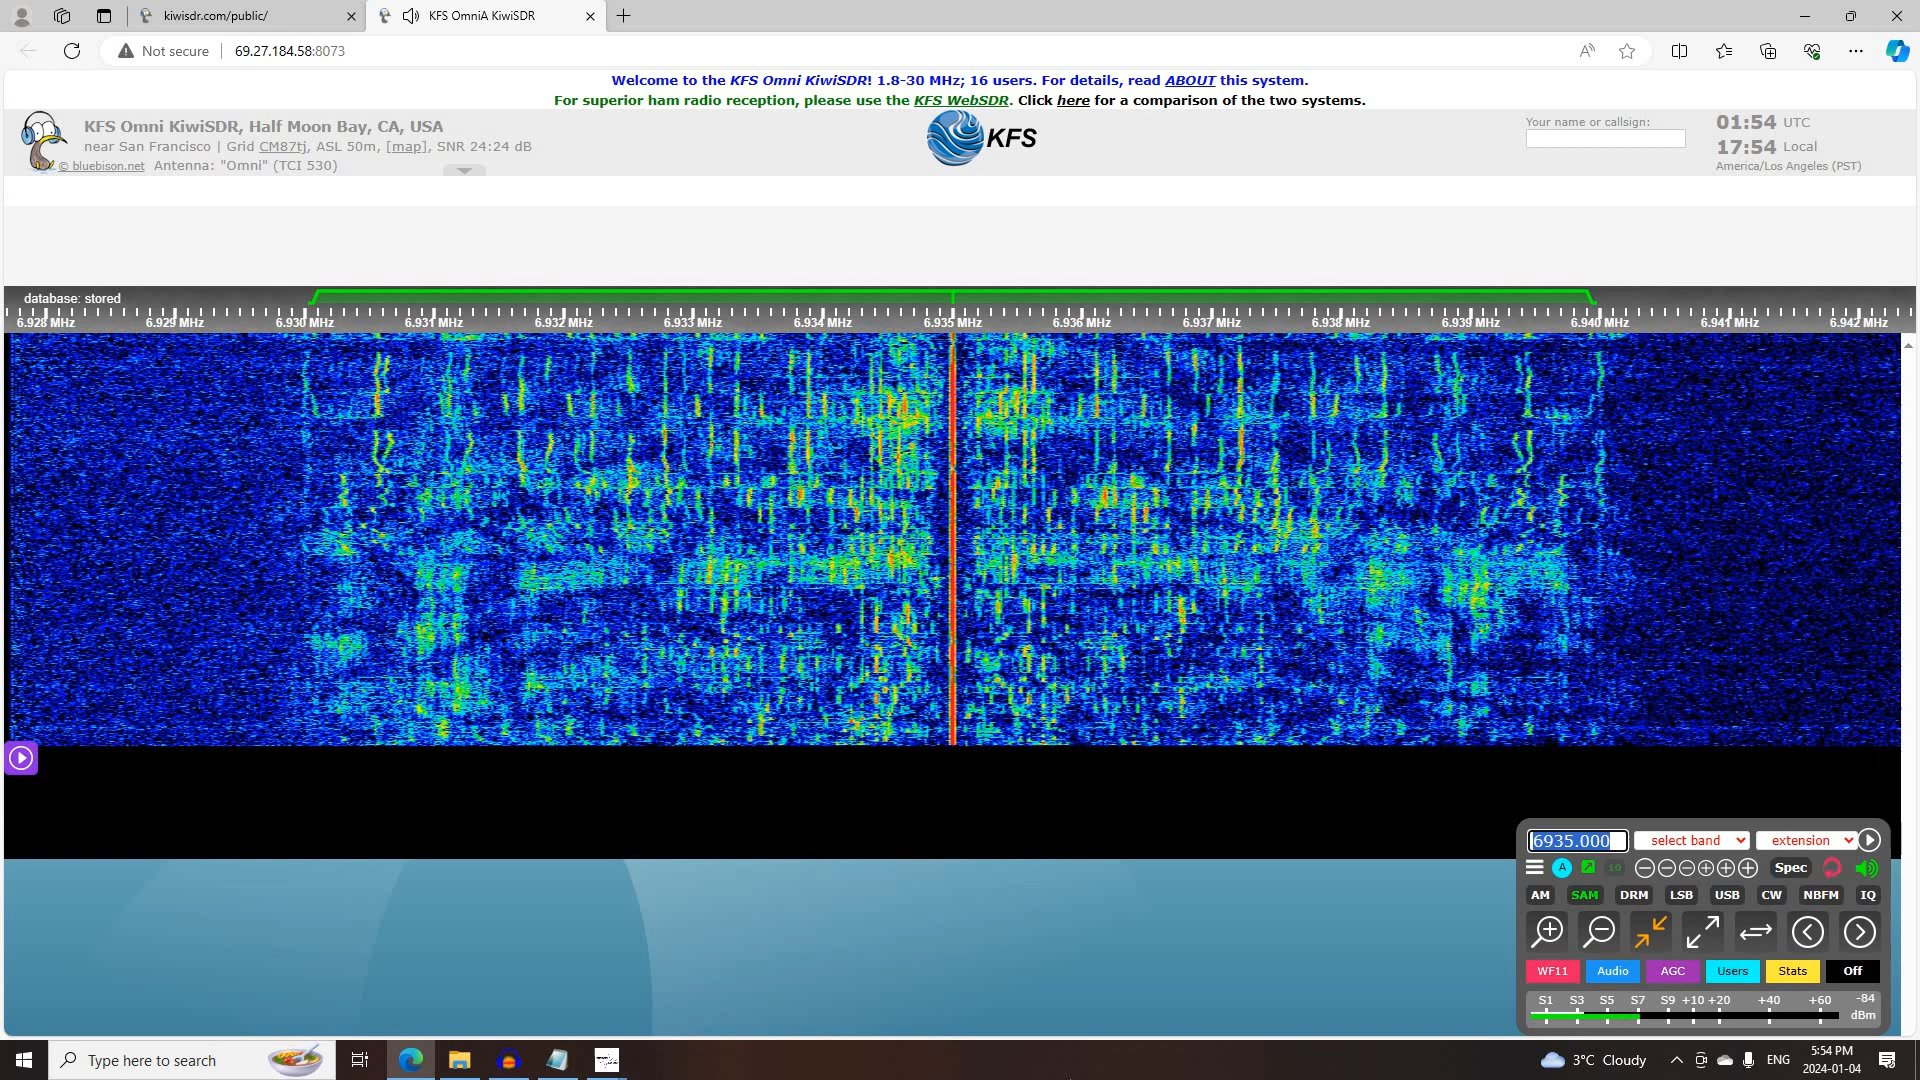 kiwisdr.com/public/
KFS OmniA KiwiSDR
Not secure
69.27.184.58:8073
Welcome to the KFS Omni KiwiSDR! 1.8-30 MHz; 16 users. For details, read ABOUT this system.
For superior ham radio reception, please use the KFS WebSDR. Click here for a comparison of the two systems.
KFS Omni KiwiSDR, Half Moon Bay, CA, USA
near San Francisco | Grid CM87tj, ASL 50m, [map], SNR 24:24 dB
© bluebison.net Antenna: "Omni" (TCI 530)
KFS
Your name or callsign:
01:54 UTC
17:54 Local
America/Los Angeles (PST)
database: stored
6.928 MHz 6.929 MHz 6.930 MHz 6.931 MHz 6.932 MHz 6.933 MHz 6.934 MHz 6.935 MHz 6.936 MHz 6.937 MHz 6.938 MHz 6.939 MHz 6.940 MHz 6.941 MHz 6.942 MHz
6935.000 select band extension
A 10 Spec
AM SAM DRM LSB USB CW NBFM IQ
WF11 Audio AGC Users Stats Off
S1 S3 S5 S7 S9 +10 +20 +40 +60 -84
dBm
Type here to search
3°C Cloudy
ENG
5:54 PM
2024-01-04